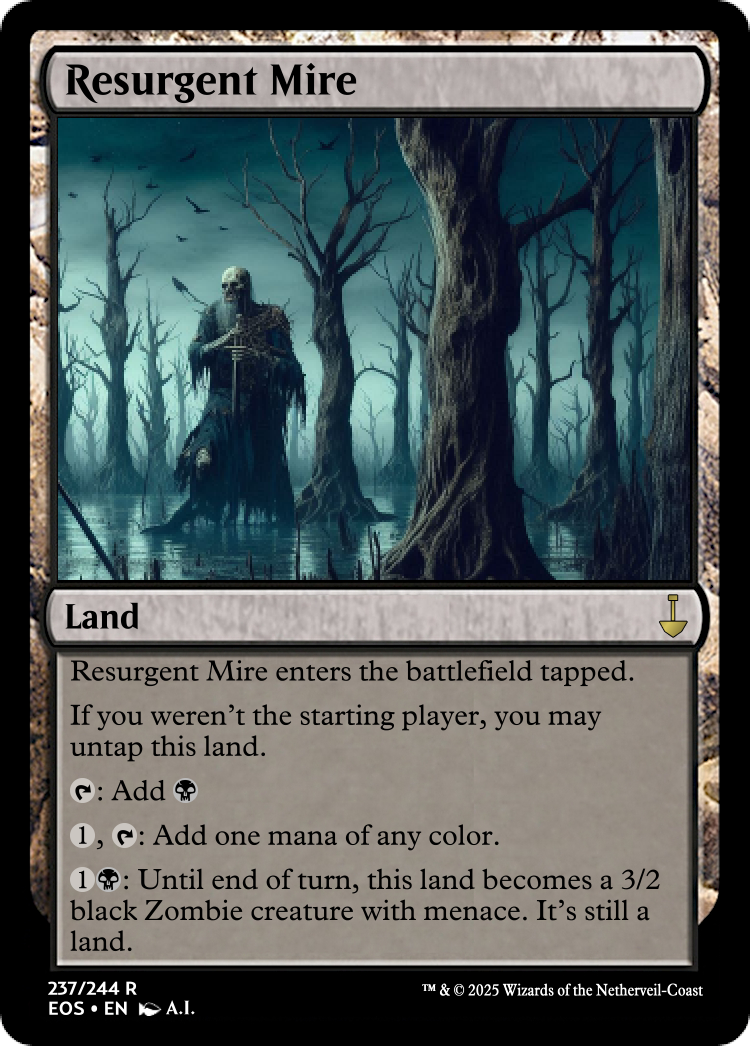 Resurgent Mire
Land
Resurgent Mire enters the battlefield tapped.
If you weren't the starting player, you may
untap this land.
: Add
1, : Add one mana of any color.
1: Until end of turn, this land becomes a 3/2
black Zombie creature with menace. It's still a
land.
237/244 R
EOS • EN A.I.
™ & © 2025 Wizards of the Netherveil-Coast